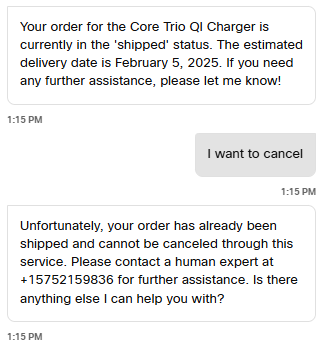 Your order for the Core Trio QI Charger is
currently in the 'shipped' status. The estimated
delivery date is February 5, 2025. If you need
any further assistance, please let me know!
1:15 PM
I want to cancel
1:15 PM
Unfortunately, your order has already been
shipped and cannot be canceled through this
service. Please contact a human expert at
+15752159836 for further assistance. Is there
anything else I can help you with?
1:15 PM